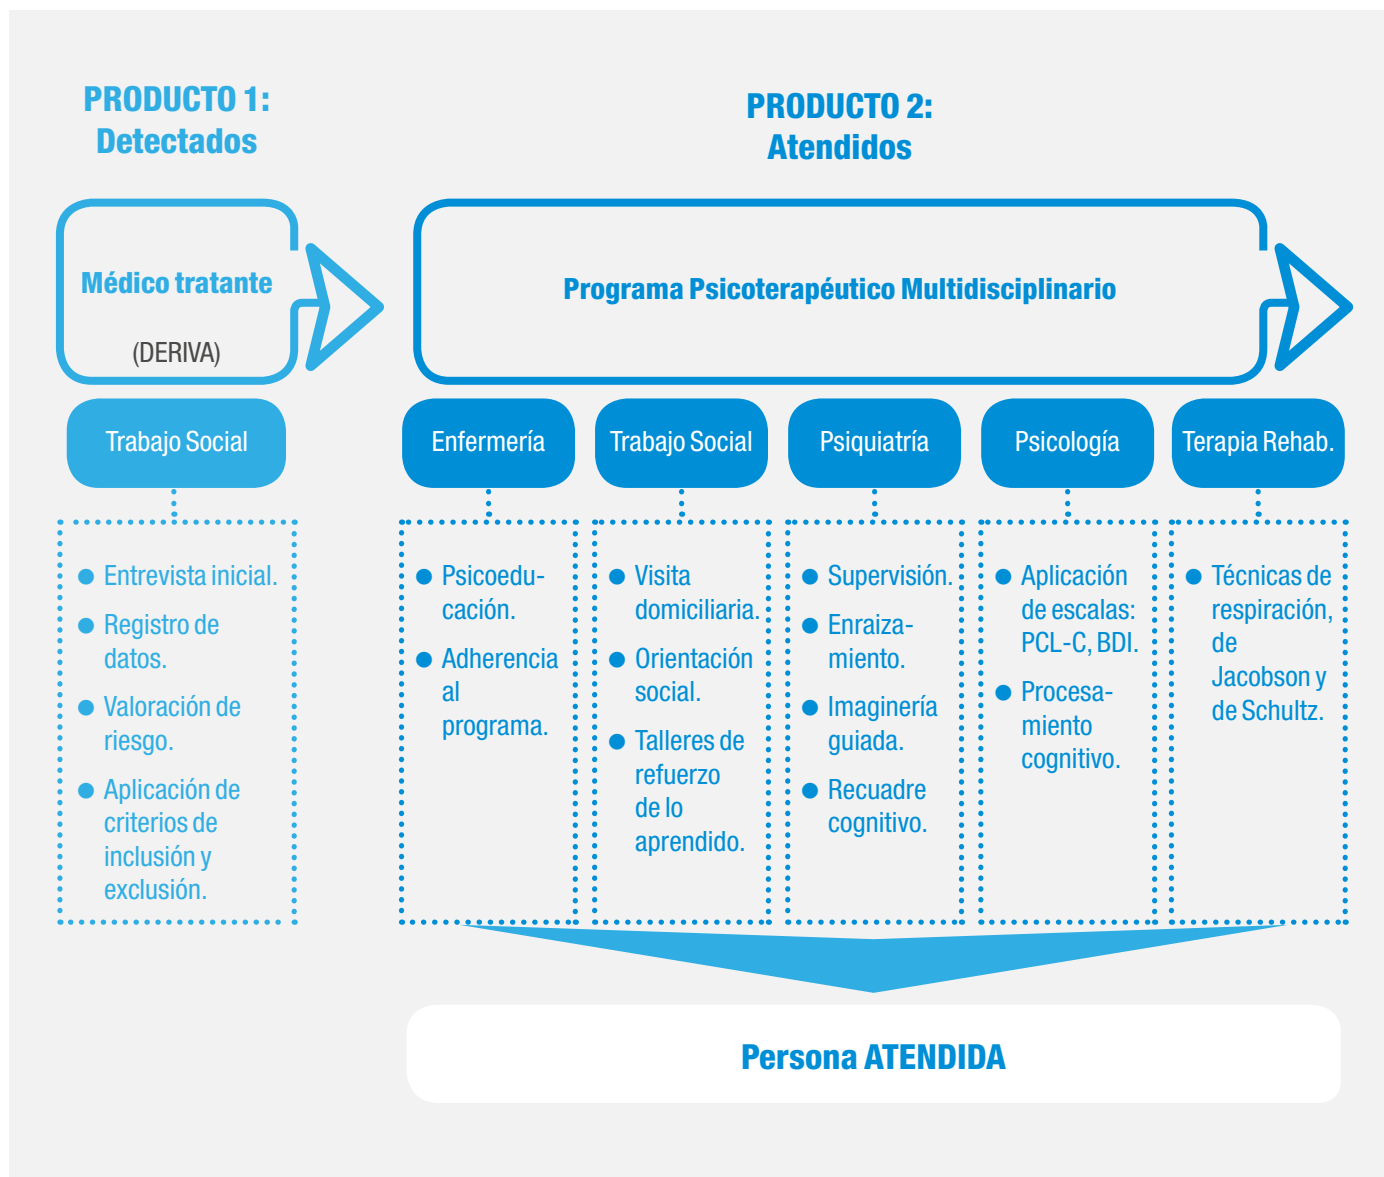 PRODUCTO 1:
Detectados
Médico tratante
(DERIVA)
Trabajo Social
● Entrevista inicial.
● Registro de
datos.
● Valoración de
riesgo.
● Aplicación de
criterios de
inclusión y
exclusión.
PRODUCTO 2:
Atendidos
Programa Psicoterapéutico Multidisciplinario
Enfermería
● Psicoedu-
cación.
● Adherencia
al
programa.
Trabajo Social
● Visita
domiciliaria.
● Orientación
social.
● Talleres de
refuerzo
de lo
aprendido.
Psiquiatría
● Supervisión.
● Enraiza-
miento.
● Imaginería
guiada.
● Recuadre
cognitivo.
Psicología
● Aplicación
de escalas:
PCL-C, BDI.
● Procesa-
miento
cognitivo.
Terapia Rehab.
● Técnicas de
respiración,
de
Jacobson y
de Schultz.
Persona ATENDIDA